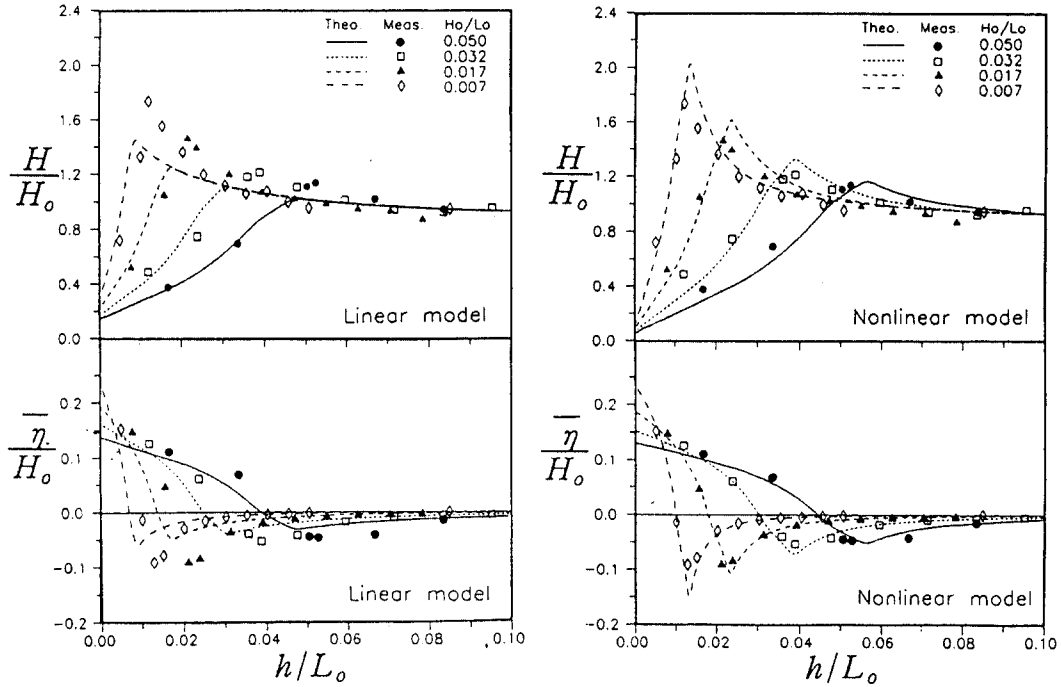 2.4
Theo. Meas. Ho/Lo
0.050
0.032
0.017
0.007
2.0
1.6
H/H_o
1.2
0.8
0.4
Linear model
0.0
0.2
η̄./H_o
0.1
0.0
-0.1
Linear model
-0.2
0.00 0.02 0.04 0.06 0.08 0.10
h/L_o
2.4
Theo. Meas. Ho/Lo
0.050
0.032
0.017
0.007
2.0
1.6
H/H_o
1.2
0.8
0.4
Nonlinear model
0.0
0.2
η̄/H_o
0.1
0.0
-0.1
Nonlinear model
-0.2
0.00 0.02 0.04 0.06 0.08 0.10
h/L_o